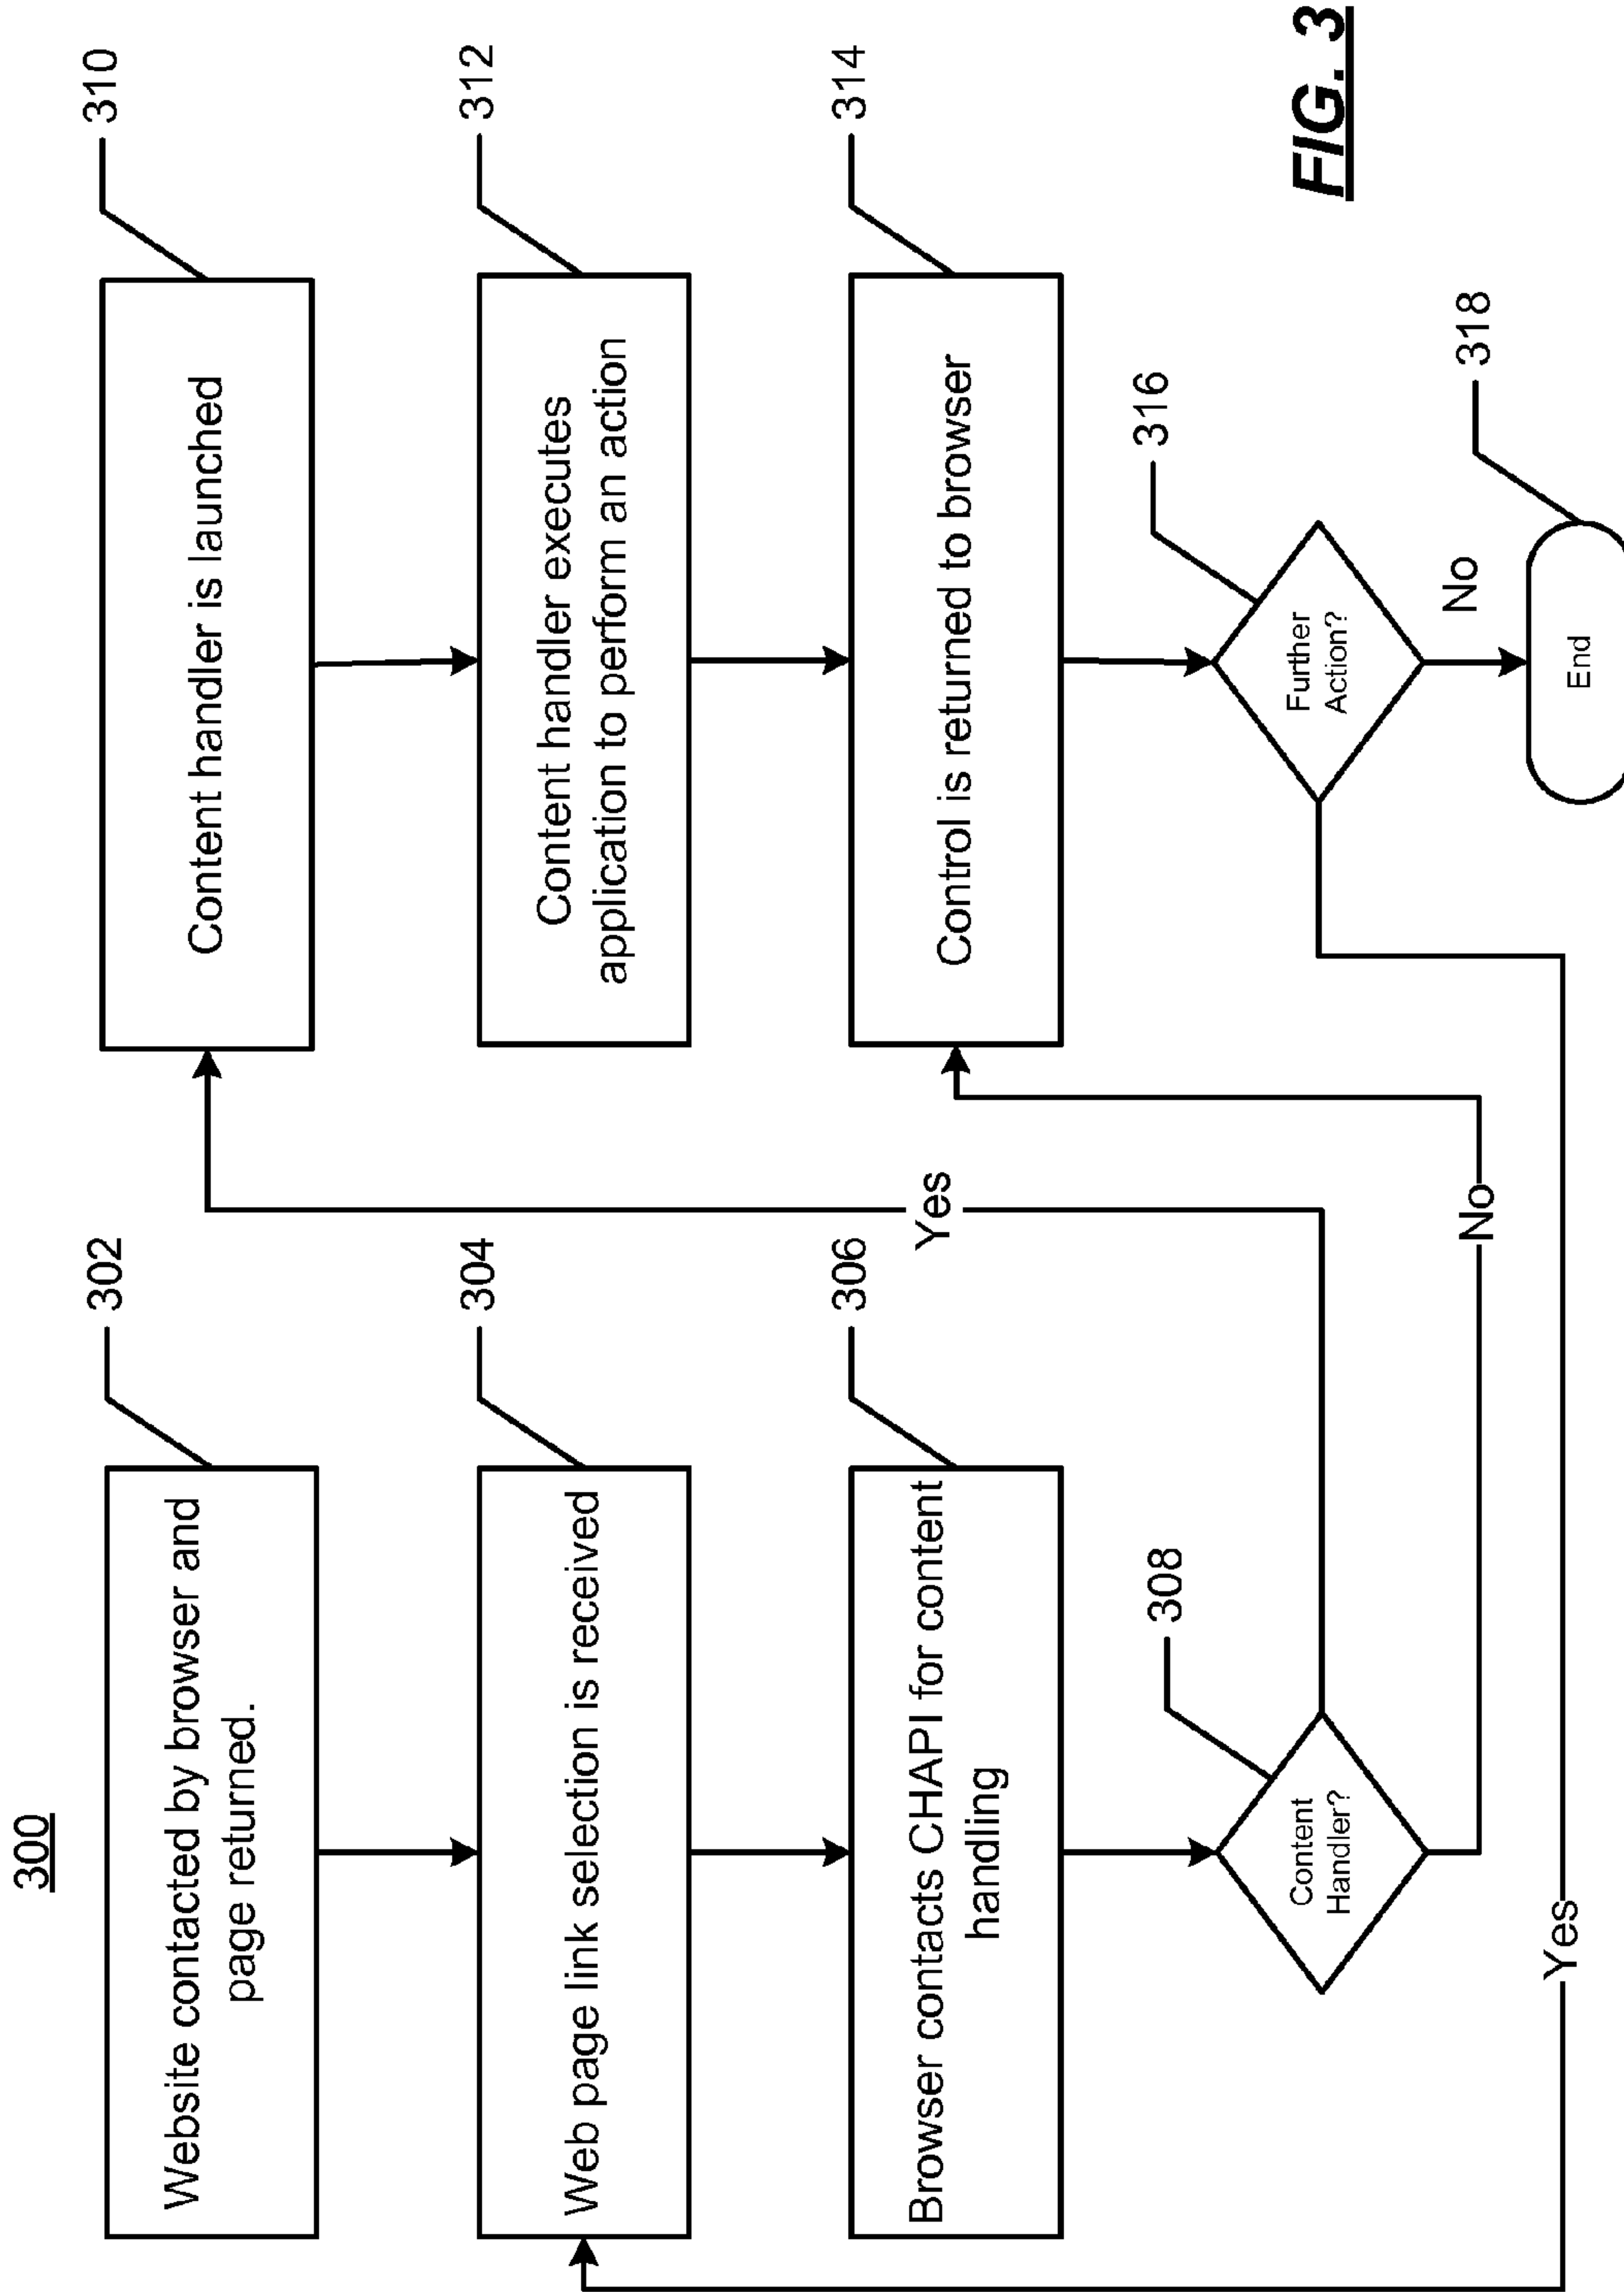 300
302
Website contacted by browser and
page returned.
304
Web page link selection is received
306
Browser contacts CHAPI for content
handling
308
Content
Handler?
Yes
No
310
Content handler is launched
312
Content handler executes
application to perform an action
314
Control is returned to browser
316
Further
Action?
No
Yes
318
End
FIG. 3